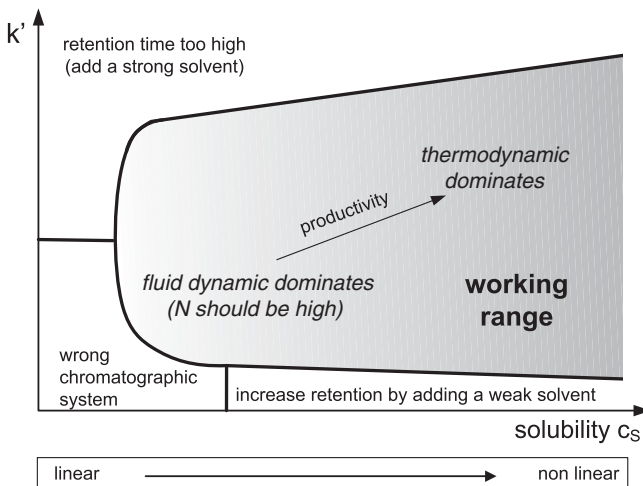 k'
retention time too high
(add a strong solvent)
thermodynamic
dominates
productivity
fluid dynamic dominates
(N should be high)
working
range
wrong
chromatographic
system
increase retention by adding a weak solvent
solubility cS
linear
non linear